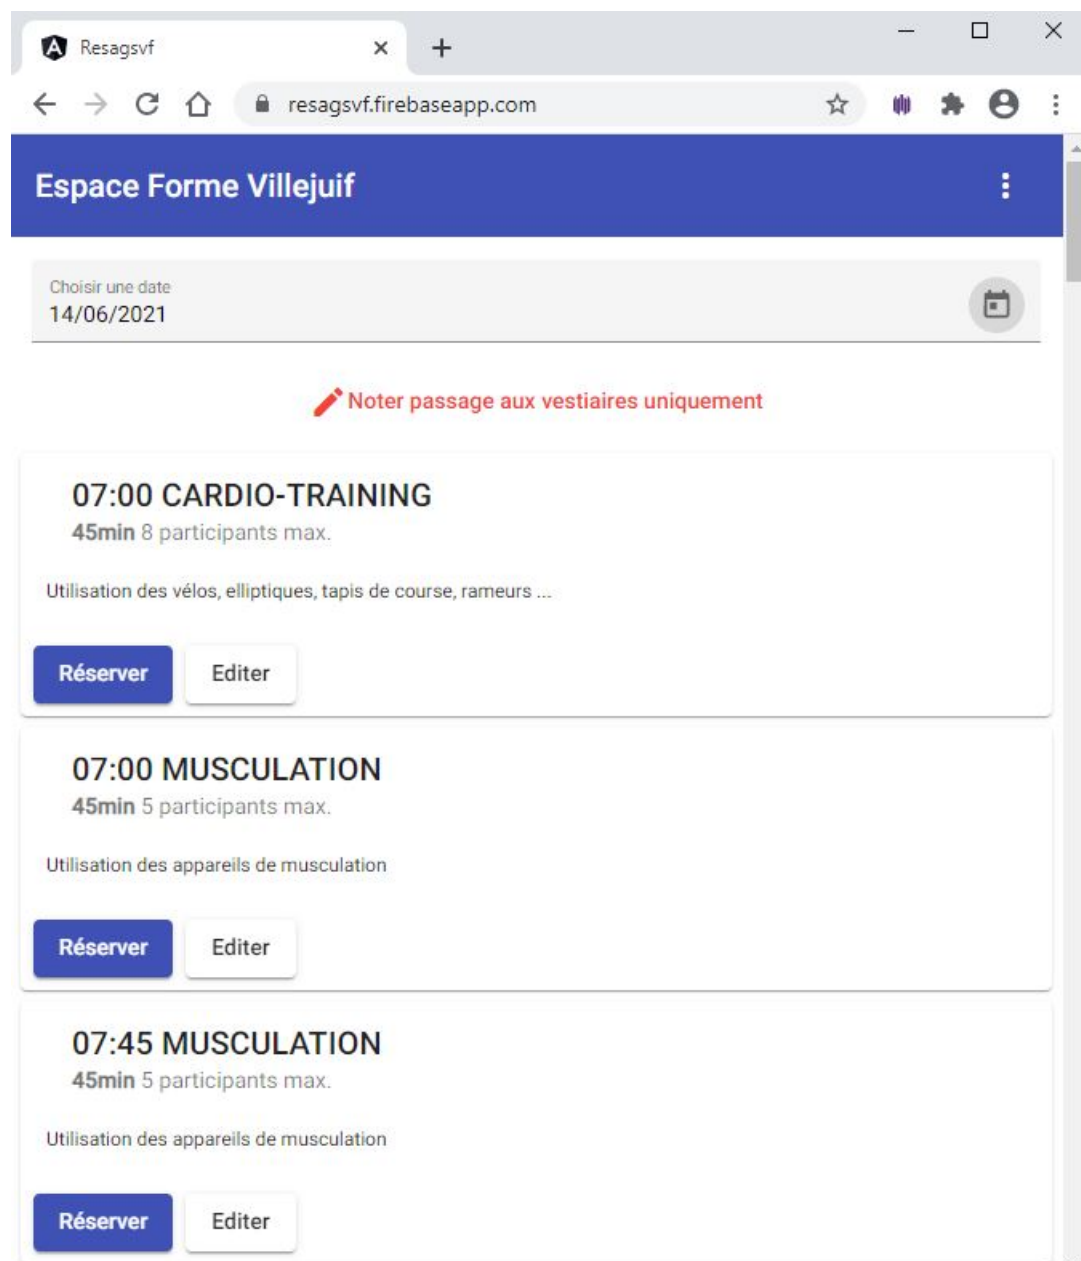 Resagsvf
resagsvf.firebaseapp.com
Espace Forme Villejuif
Choisir une date
14/06/2021
Noter passage aux vestiaires uniquement
07:00 CARDIO-TRAINING
45min 8 participants max.
Utilisation des vélos, elliptiques, tapis de course, rameurs ...
Réserver Editer
07:00 MUSCULATION
45min 5 participants max.
Utilisation des appareils de musculation
Réserver Editer
07:45 MUSCULATION
45min 5 participants max.
Utilisation des appareils de musculation
Réserver Editer